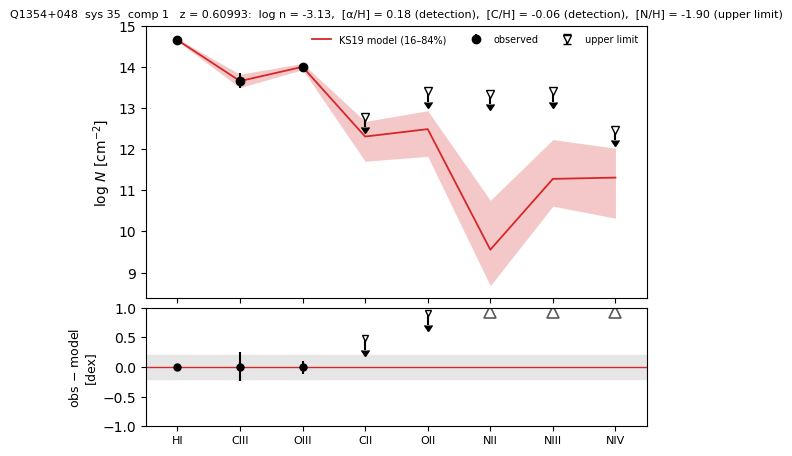 Q1354+048  sys 35  comp 1   z = 0.60993:  log n = -3.13,  [α/H] = 0.18 (detection),  [C/H] = -0.06 (detection),  [N/H] = -1.90 (upper limit)
KS19 model (16–84%)  observed  upper limit
log N [cm⁻²]
15
14
13
12
11
10
9
obs − model
[dex]
1.0
0.5
0.0
−0.5
−1.0
HI  CIII  OIII  CII  OII  NII  NIII  NIV